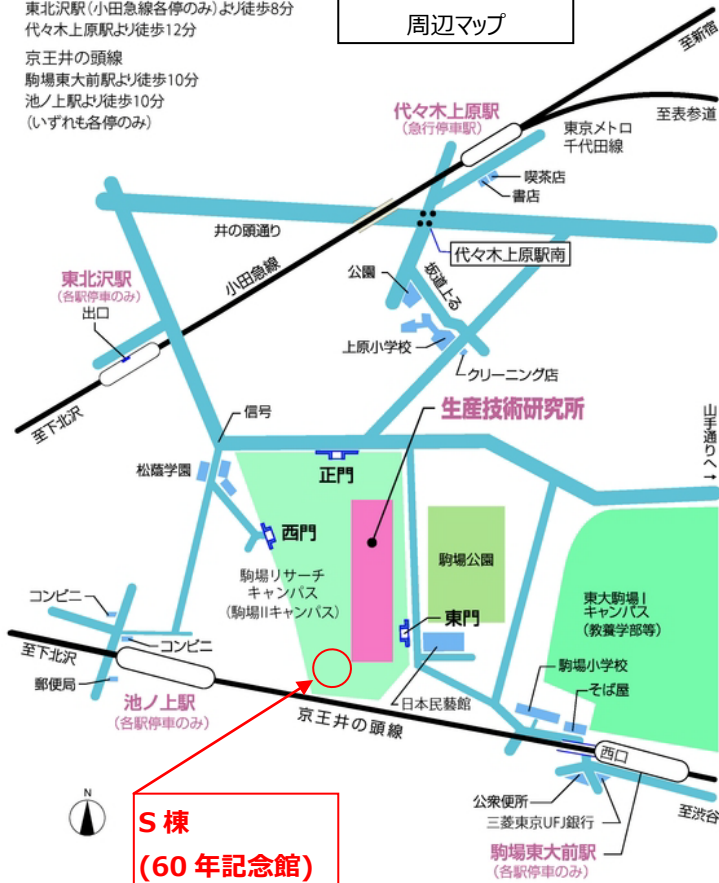 東北沢駅(小田急線各停のみ)より徒歩8分
代々木上原駅より徒歩12分
京王井の頭線
駒場東大前駅より徒歩10分
池ノ上駅より徒歩10分
(いずれも各停のみ)
周辺マップ
至新宿
代々木上原駅
(急行停車駅)
東京メトロ
千代田線
至表参道
喫茶店
書店
井の頭通り
代々木上原駅南
小田急線
東北沢駅
(各駅停車のみ)
出口
公園
坂道上る
上原小学校
クリーニング店
至下北沢
信号
生産技術研究所
山手通りへ→
松蔭学園
正門
西門
駒場リサーチ
キャンパス
(駒場IIキャンパス)
駒場公園
東大駒場I
キャンパス
(教養学部等)
コンビニ
コンビニ
東門
至下北沢
郵便局
池ノ上駅
(各駅停車のみ)
京王井の頭線
日本民藝館
駒場小学校
そば屋
西口
N
公衆便所
三菱東京UFJ銀行
至渋谷
駒場東大前駅
(各駅停車のみ)
S棟
(60年記念館)